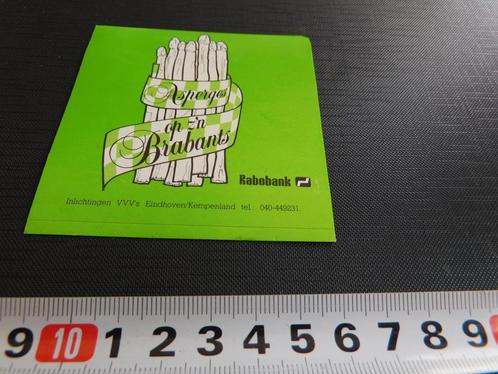 Asperges
op z'n
Brabants
Rabobank
Inlichtingen VVV's Eindhoven/Kempenland tel. 040-449231.
9 10 1 2 3 4 5 6 7 8 9